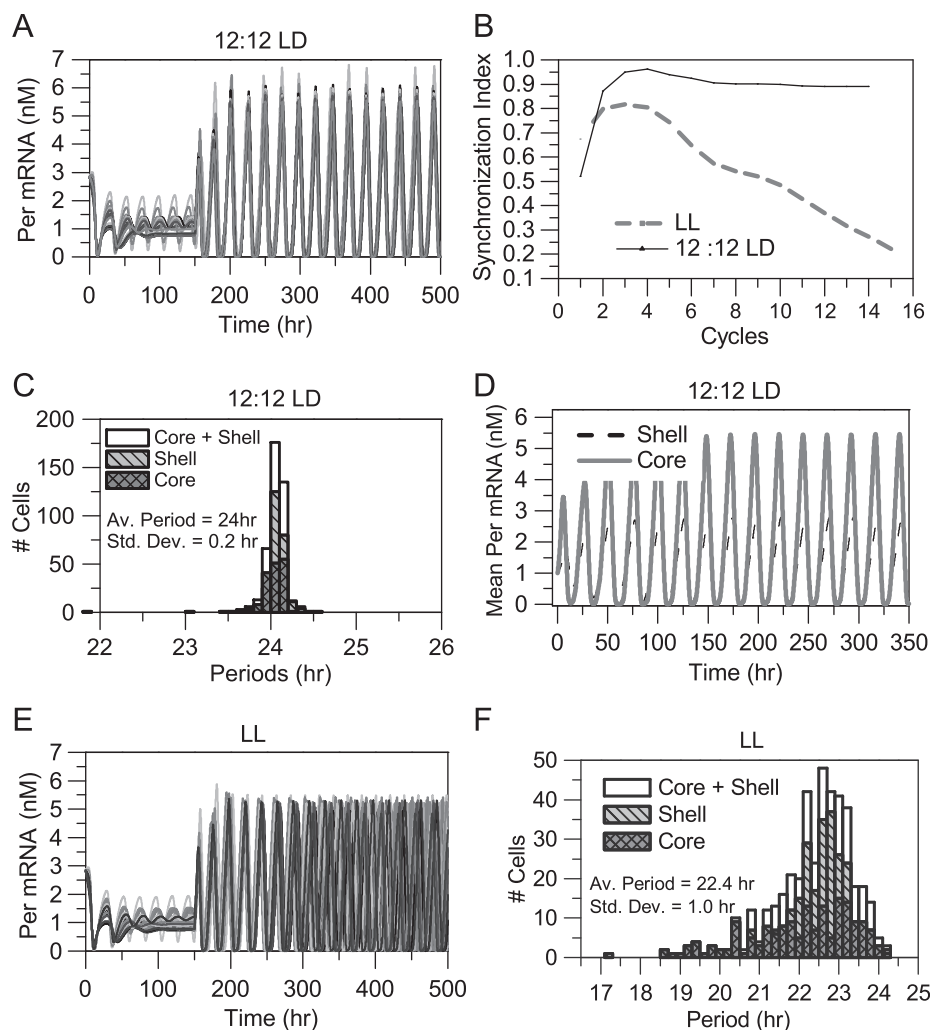 A
12:12 LD
Per mRNA (nM)
7
6
5
4
3
2
1
0
0 100 200 300 400 500
Time (hr)
B
Synchronization Index
1.0
0.9
0.8
0.7
0.6
0.5
0.4
0.3
0.2
0.1
LL
12 :12 LD
0 2 4 6 8 10 12 14 16
Cycles
C
12:12 LD
# Cells
200
150
100
50
0
Core + Shell
Shell
Core
Av. Period = 24hr
Std. Dev. = 0.2 hr
22 23 24 25 26
Periods (hr)
D
12:12 LD
Mean Per mRNA (nM)
6
5
4
3
2
1
0
Shell
Core
0 50 100 150 200 250 300 350
Time (hr)
E
LL
Per mRNA (nM)
7
6
5
4
3
2
1
0
0 100 200 300 400 500
Time (hr)
F
LL
# Cells
50
40
30
20
10
0
Core + Shell
Shell
Core
Av. Period = 22.4 hr
Std. Dev. = 1.0 hr
17 18 19 20 21 22 23 24 25
Period (hr)